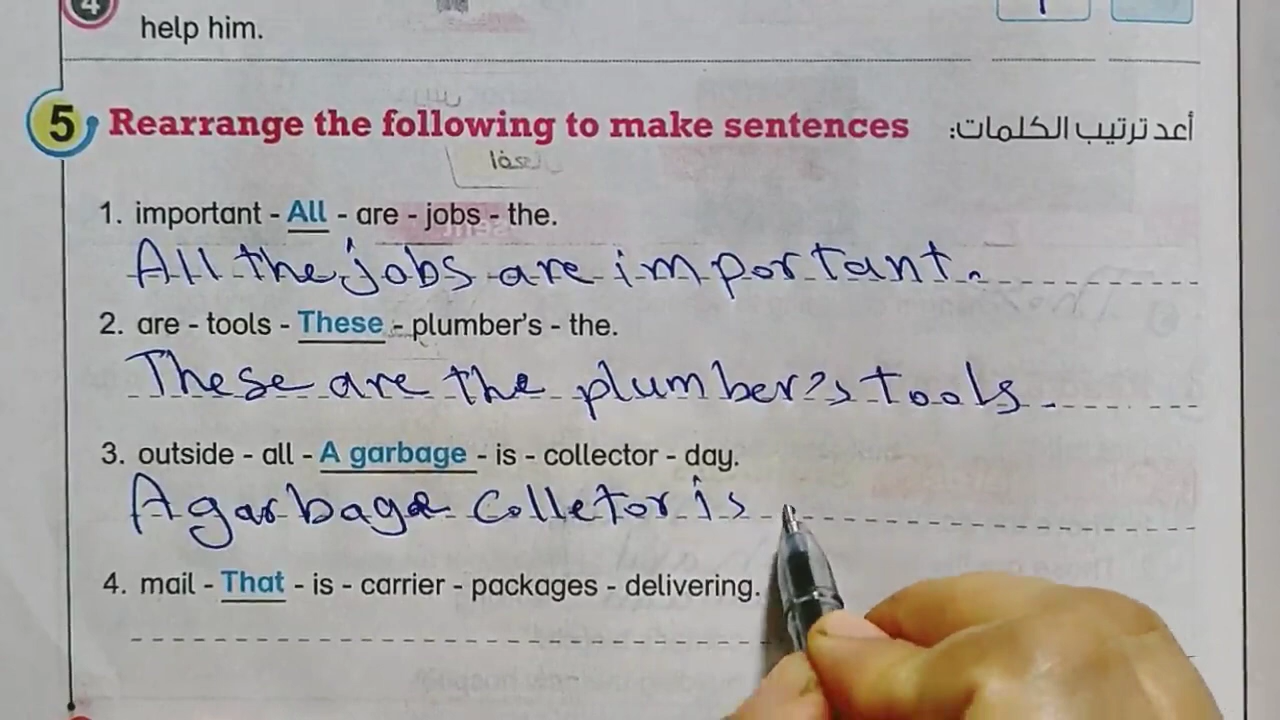 4
help him.
5 Rearrange the following to make sentences أعد ترتيب الكلمات:
1. important - All - are - jobs - the.
All the jobs are important.
2. are - tools - These - plumber's - the.
These are the plumber's tools.
3. outside - all - A garbage - is - collector - day.
A garbage colletor is
4. mail - That - is - carrier - packages - delivering.